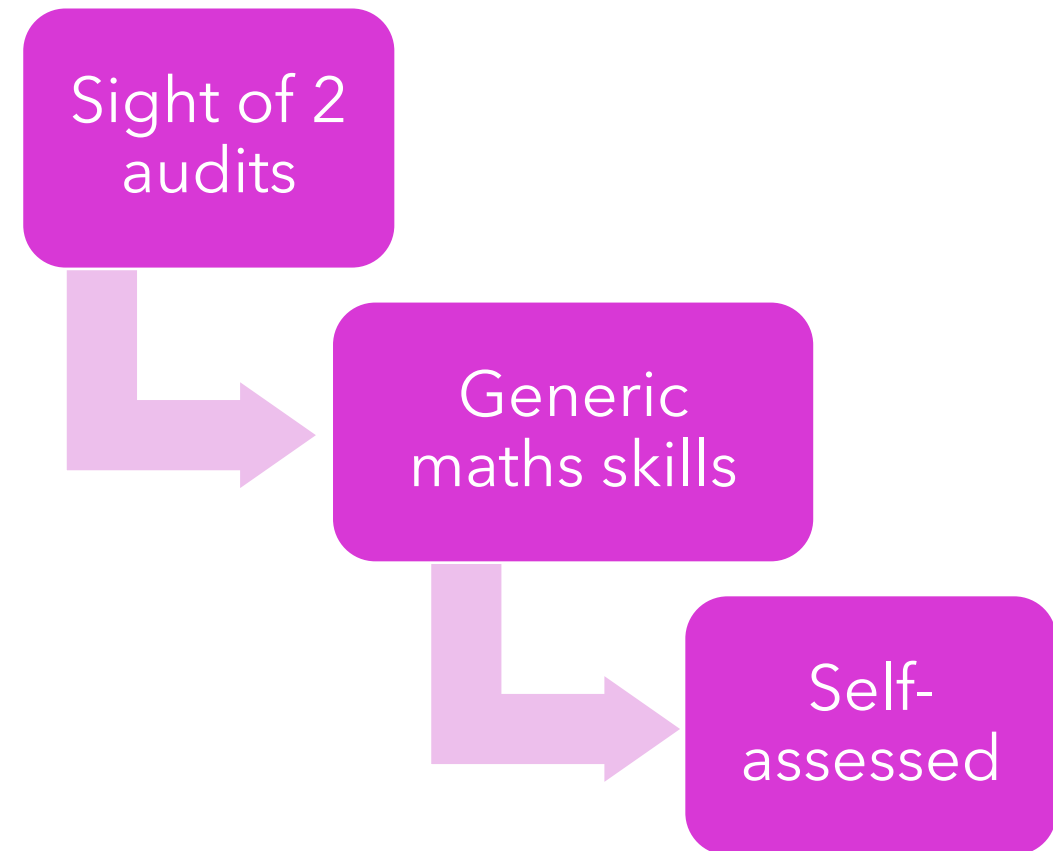 Sight of 2
audits
Generic
maths skills
Self-
assessed